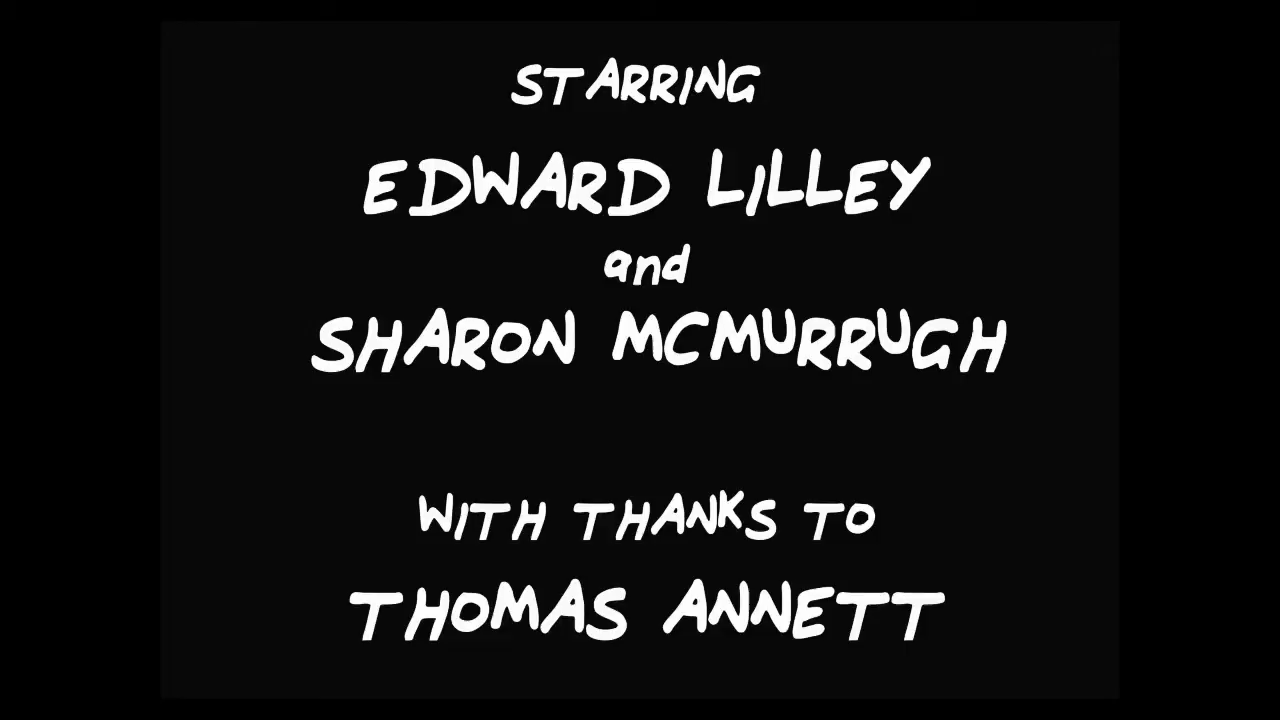 STARRING
EDWARD LILLEY
and
SHARON MCMURRUGH
WITH THANKS TO
THOMAS ANNETT